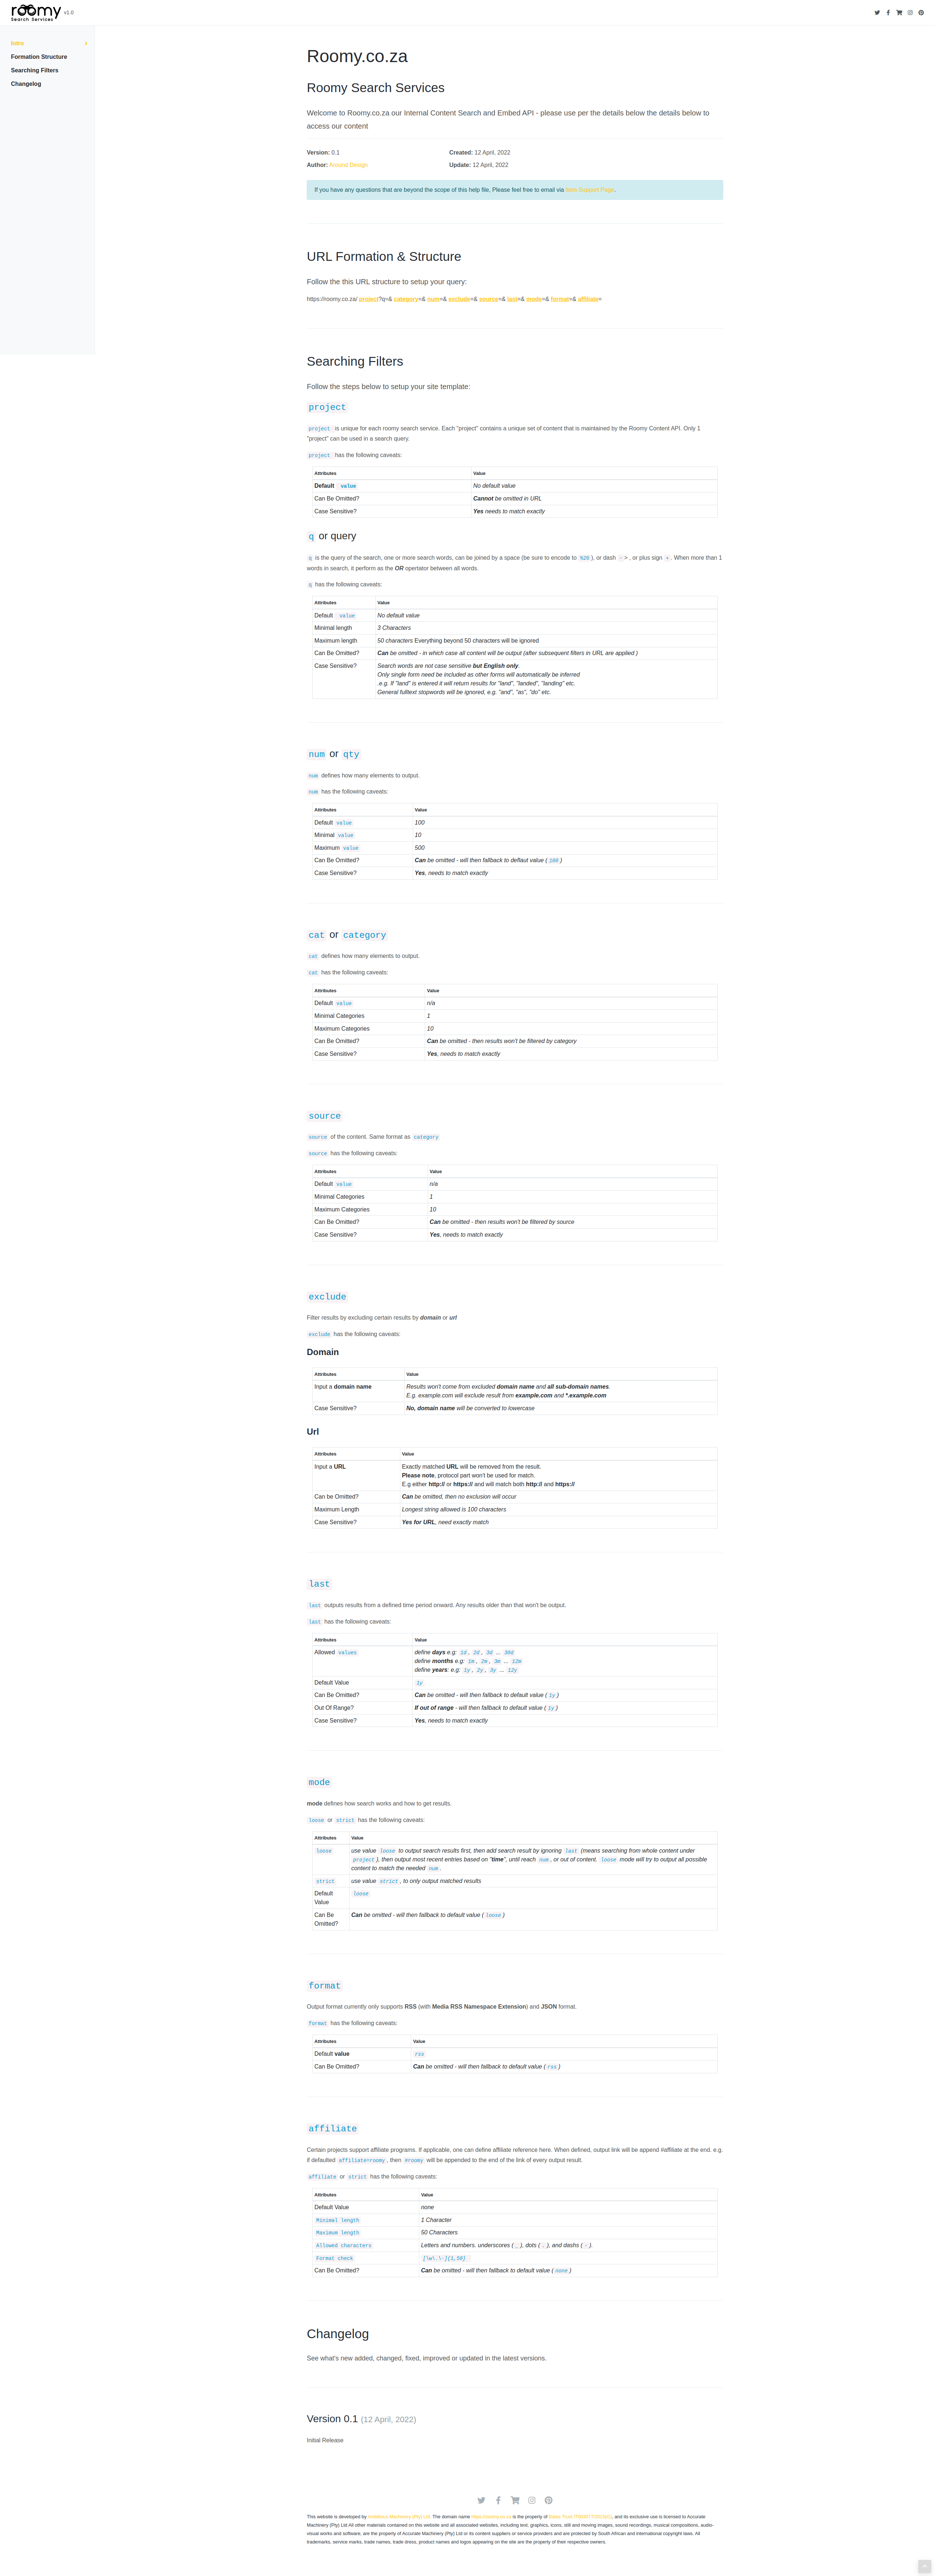 roomy
Search Services
v1.0
Intro
Formation Structure
Searching Filters
Changelog
Roomy.co.za
Roomy Search Services
Welcome to Roomy.co.za our Internal Content Search and Embed API - please use per the details below the details below to
access our content
Version: 0.1
Created: 12 April, 2022
Author: Around Design
Update: 12 April, 2022
If you have any questions that are beyond the scope of this help file, Please feel free to email via Item Support Page.
URL Formation & Structure
Follow the this URL structure to setup your query:
https://roomy.co.za/ project?q=& category=& num=& exclude=& source=& last=& mode=& format=& affiliate=
Searching Filters
Follow the steps below to setup your site template:
project
project is unique for each roomy search service. Each "project" contains a unique set of content that is maintained by the Roomy Content API. Only 1
"project" can be used in a search query.
project has the following caveats:
Attributes Value
Default value No default value
Can Be Omitted? Cannot be omitted in URL
Case Sensitive? Yes needs to match exactly
q or query
q is the query of the search, one or more search words, can be joined by a space (be sure to encode to %20 ), or dash - > , or plus sign + . When more than 1
words in search, it perform as the OR opertator between all words.
q has the following caveats:
Attributes Value
Default value No default value
Minimal length 3 Characters
Maximum length 50 characters Everything beyond 50 characters will be ignored
Can Be Omitted? Can be omitted - in which case all content will be output (after subsequent filters in URL are applied )
Case Sensitive? Search words are not case sensitive but English only.
Only single form need be included as other forms will automatically be inferred
.e.g. If "land" is entered it will return results for "land", "landed", "landing" etc.
General fulltext stopwords will be ignored, e.g. "and", "as", "do" etc.
num or qty
num defines how many elements to output.
num has the following caveats:
Attributes Value
Default value 100
Minimal value 10
Maximum value 500
Can Be Omitted? Can be omitted - will then fallback to deflaut value ( 100 )
Case Sensitive? Yes, needs to match exactly
cat or category
cat defines how many elements to output.
cat has the following caveats:
Attributes Value
Default value n/a
Minimal Categories 1
Maximum Categories 10
Can Be Omitted? Can be omitted - then results won't be filtered by category
Case Sensitive? Yes, needs to match exactly
source
source of the content. Same format as category
source has the following caveats:
Attributes Value
Default value n/a
Minimal Categories 1
Maximum Categories 10
Can Be Omitted? Can be omitted - then results won't be filtered by source
Case Sensitive? Yes, needs to match exactly
exclude
Filter results by excluding certain results by domain or url
exclude has the following caveats:
Domain
Attributes Value
Input a domain name Results won't come from excluded domain name and all sub-domain names.
E.g. example.com will exclude result from example.com and *.example.com
Case Sensitive? No, domain name will be converted to lowercase
Url
Attributes Value
Input a URL Exactly matched URL will be removed from the result.
Please note, protocol part won't be used for match.
E.g either http:// or https:// and will match both http:// and https://
Can be Omitted? Can be omitted, then no exclusion will occur
Maximum Length Longest string allowed is 100 characters
Case Sensitive? Yes for URL, need exactly match
last
last outputs results from a defined time period onward. Any results older than that won't be output.
last has the following caveats:
Attributes Value
Allowed values define days e.g: 1d , 2d , 3d ... 30d
define months e.g: 1m , 2m , 3m ... 12m
define years: e.g: 1y , 2y , 3y ... 12y
Default Value 1y
Can Be Omitted? Can be omitted - will then fallback to default value ( 1y )
Out Of Range? If out of range - will then fallback to default value ( 1y )
Case Sensitive? Yes, needs to match exactly
mode
mode defines how search works and how to get results.
loose or strict has the following caveats:
Attributes Value
loose use value loose to output search results first, then add search result by ignoring last (means searching from whole content under
project ), then output most recent entries based on "time", until reach num , or out of content. loose mode will try to output all possible
content to match the needed num .
strict use value strict , to only output matched results
Default
Value
loose
Can Be
Omitted?
Can be omitted - will then fallback to default value ( loose )
format
Output format currently only supports RSS (with Media RSS Namespace Extension) and JSON format.
format has the following caveats:
Attributes Value
Default value rss
Can Be Omitted? Can be omitted - will then fallback to default value ( rss )
affiliate
Certain projects support affiliate programs. If applicable, one can define affiliate reference here. When defined, output link will be append #affiliate at the end. e.g.
if defaulted affiliate=roomy , then #roomy will be appended to the end of the link of every output result.
affiliate or strict has the following caveats:
Attributes Value
Default Value none
Minimal length 1 Character
Maximum length 50 Characters
Allowed characters Letters and numbers. underscores ( _ ), dots ( . ), and dashes ( - ).
Format check [\w\.\-]{1,50}
Can Be Omitted? Can be omitted - will then fallback to default value ( none )
Changelog
See what's new added, changed, fixed, improved or updated in the latest versions.
Version 0.1 (12 April, 2022)
Initial Release
This website is developed by Machinery (Pty) Ltd. The domain name https://roomy.co.za is the property of Trust, and its exclusive use is licensed to Accurate
Machinery (Pty) Ltd All other materials contained on this website and all associated websites, including text, graphics, icons, still and moving images, sound recordings, musical compositions, audio-
visual works and software, are the property of Accurate Machinery (Pty) Ltd or its content suppliers or service providers and are protected by South African and international copyright laws. All
trademarks, service marks, trade names, trade dress, product names and logos appearing on the site are the property of their respective owners.